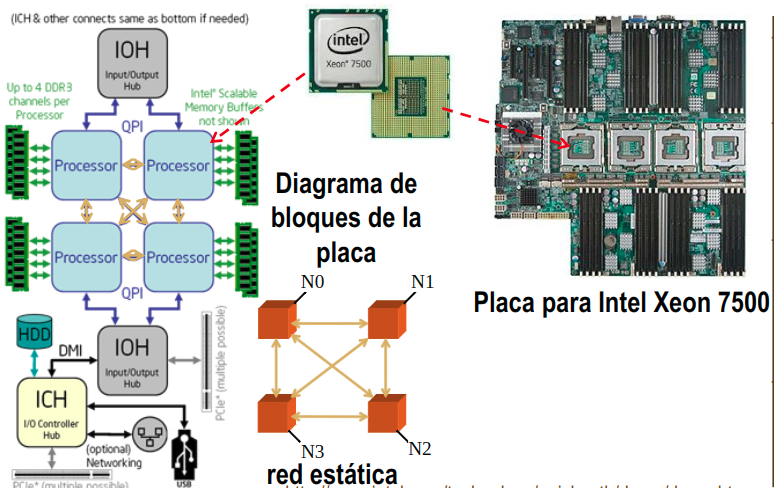 (ICH & other connects same as bottom if needed)
IOH
Input/Output
Hub
Up to 4 DDR3
channels per
Processor
Intel® Scalable
Memory Buffers
not shown
QPI
Processor
Processor
Processor
Processor
QPI
HDD
DMI
IOH
Input/Output
Hub
PCIe* (multiple possible)
ICH
I/O Controller
Hub
(optional)
Networking
USB
PCIe* (multiple possible)
intel
Xeon® 7500
Diagrama de
bloques de la
placa
N0
N1
N3
N2
red estática
Placa para Intel Xeon 7500